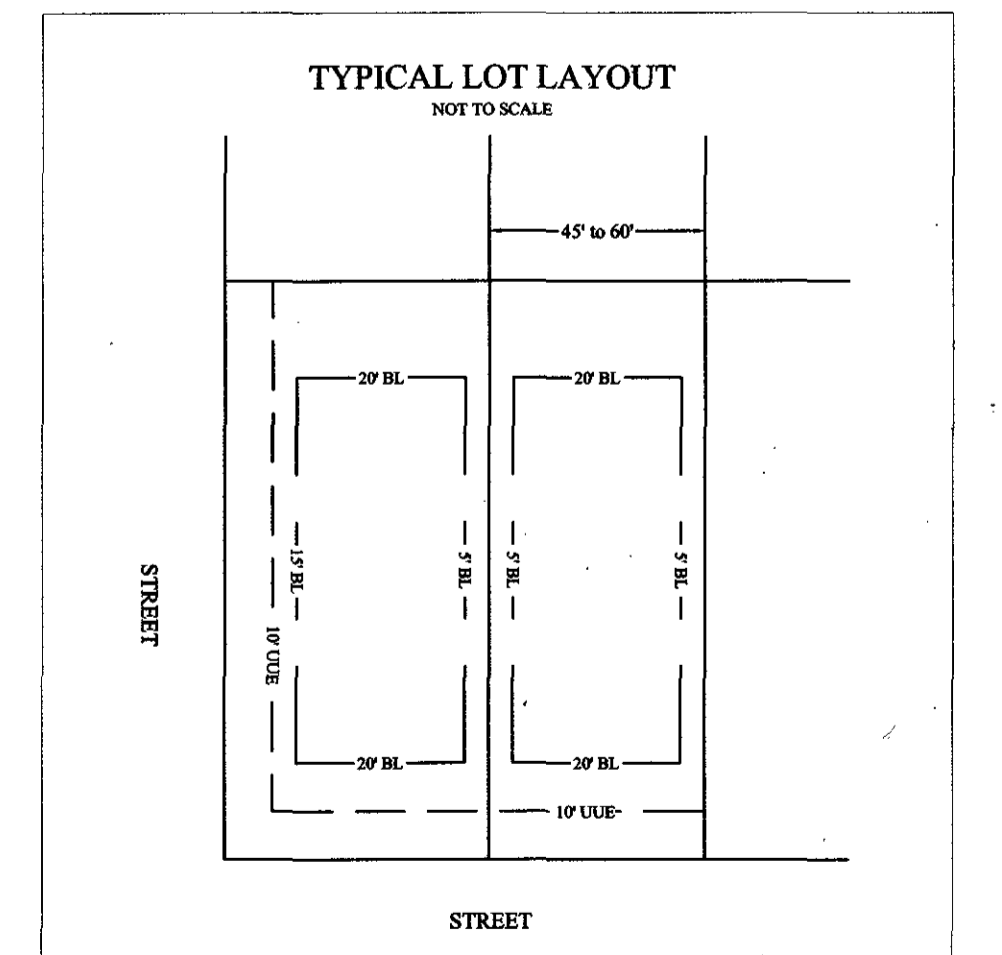 TYPICAL LOT LAYOUT
NOT TO SCALE
45' to 60'
20' BL
20' BL
15' BL
5' BL
5' BL
5' BL
STREET
10' UUE
20' BL
20' BL
10' UUE
STREET